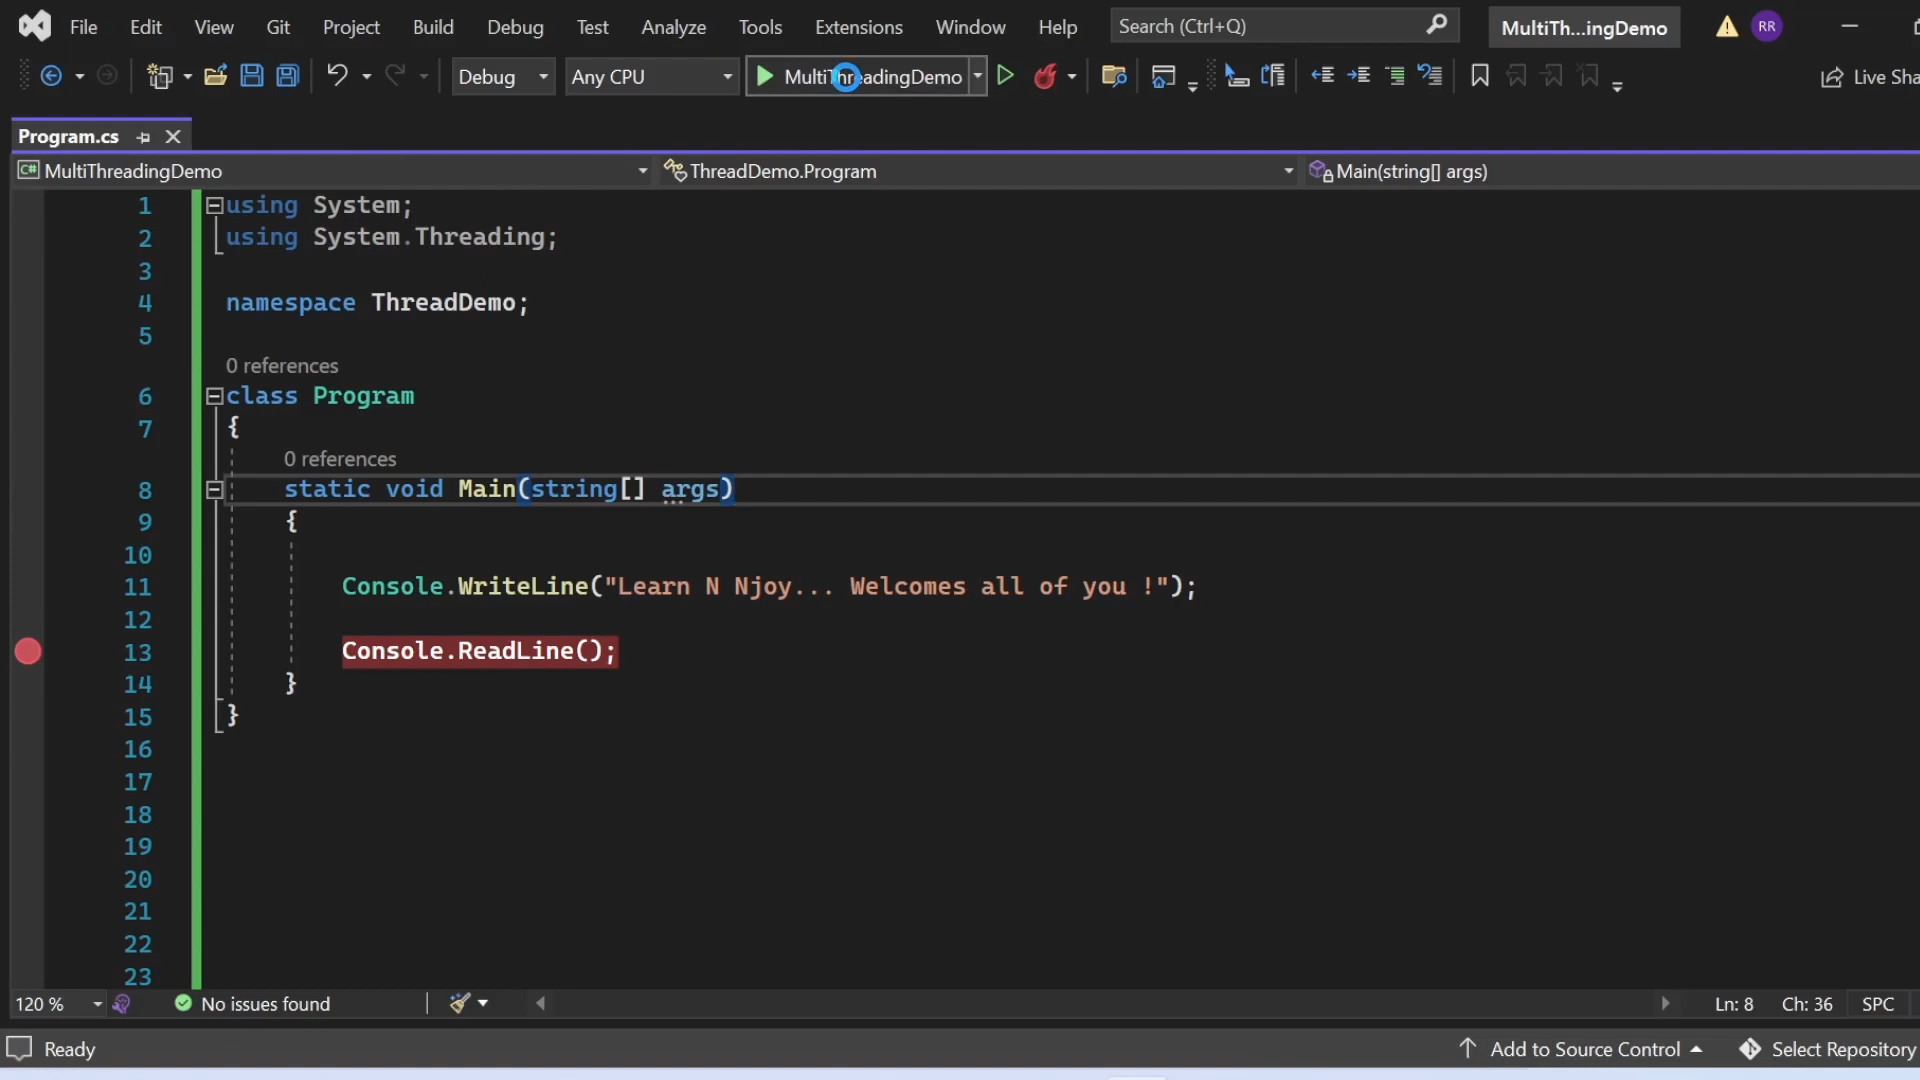 File Edit View Git Project Build Debug Test Analyze Tools Extensions Window Help Search (Ctrl+Q) MultiTh...ingDemo RR
Debug Any CPU MultiThreadingDemo Live Sha
Program.cs
C# MultiThreadingDemo ThreadDemo.Program Main(string[] args)
1 using System;
2 using System.Threading;
3
4 namespace ThreadDemo;
5
0 references
6 class Program
7 {
0 references
8 static void Main(string[] args)
9 {
10
11 Console.WriteLine("Learn N Njoy... Welcomes all of you !");
12
13 Console.ReadLine();
14 }
15 }
16
17
18
19
20
21
22
23
120 % No issues found Ln: 8 Ch: 36 SPC
Ready Add to Source Control Select Repository